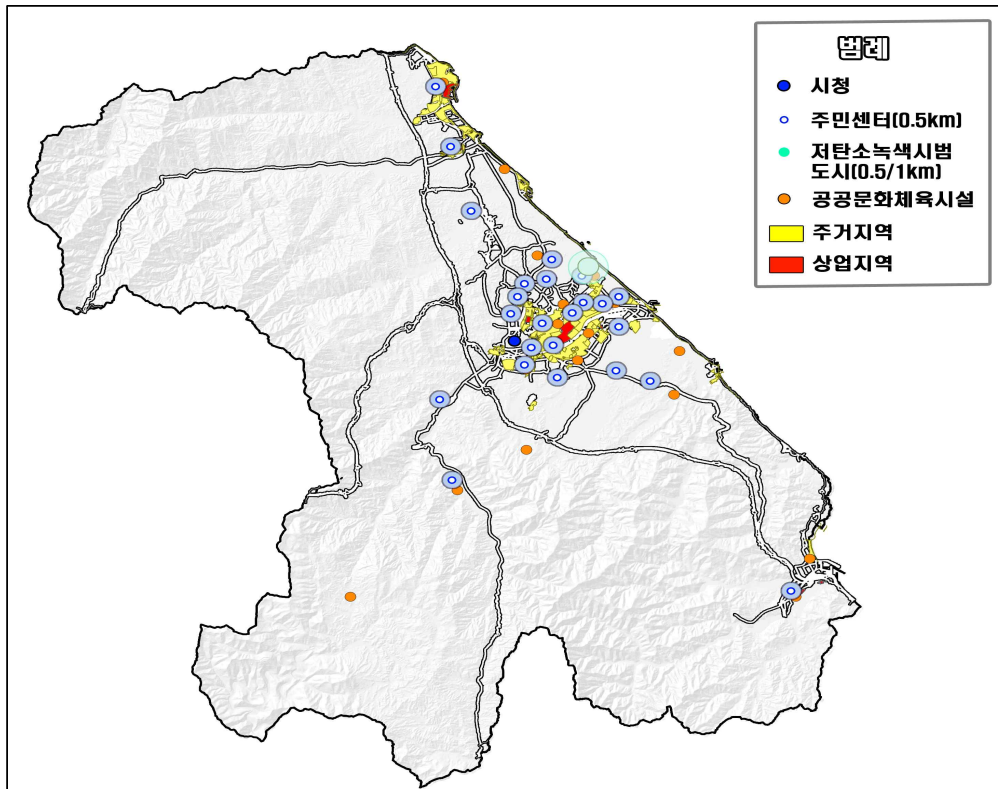 범례
시청
주민센터(0.5km)
저탄소녹색시범
도시(0.5/1km)
공공문화체육시설
주거지역
상업지역